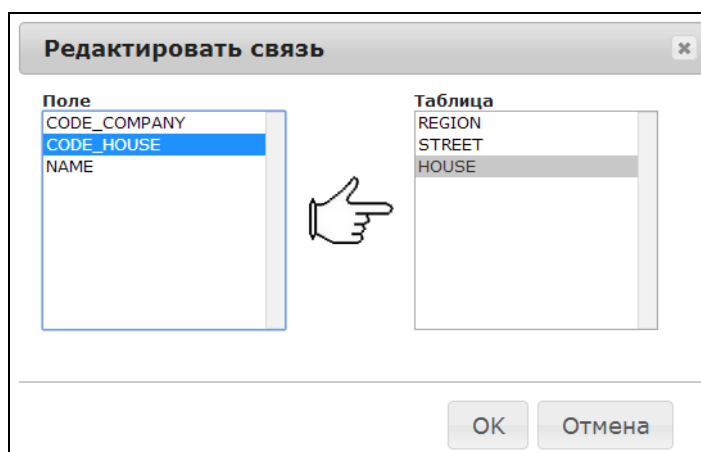 Редактировать связь
Поле
CODE_COMPANY
CODE_HOUSE
NAME
Таблица
REGION
STREET
HOUSE
OK
Отмена